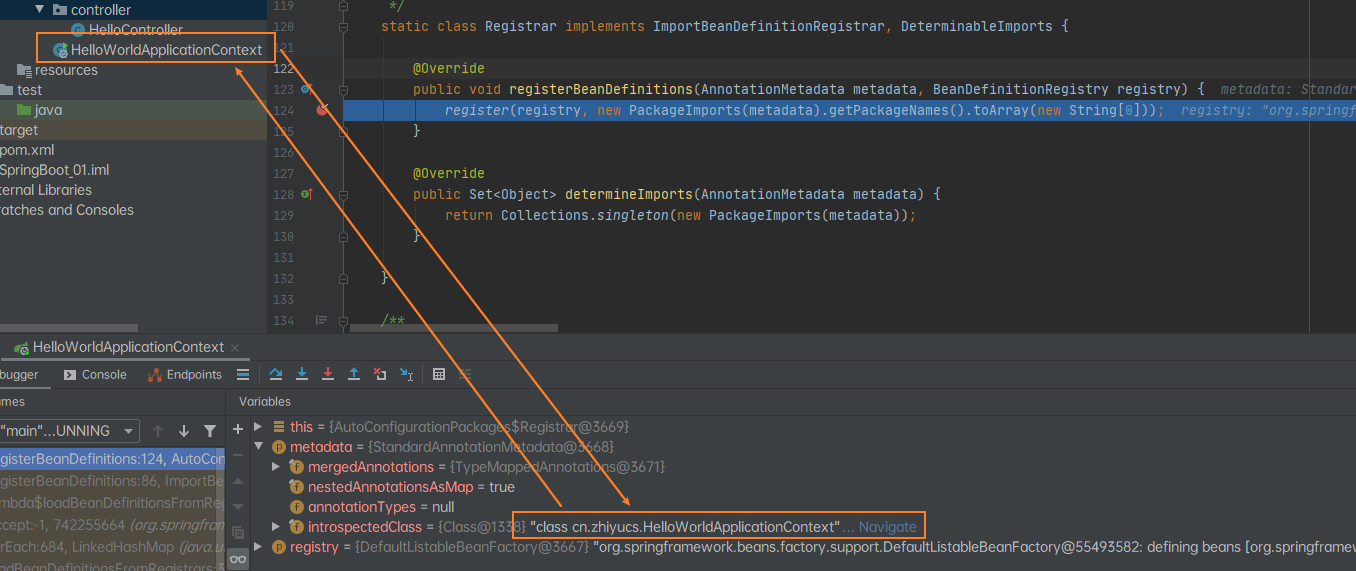 controller
HelloController
HelloWorldApplicationContext
resources
test
java
target
pom.xml
SpringBoot_01.iml
ternal Libraries
ratches and Consoles
119 */
120 static class Registrar implements ImportBeanDefinitionRegistrar, DeterminableImports {
121
122 @Override
123 public void registerBeanDefinitions(AnnotationMetadata metadata, BeanDefinitionRegistry registry) { metadata: Standar
124 register(registry, new PackageImports(metadata).getPackageNames().toArray(new String[0])); registry: "org.springf
125 }
126
127 @Override
128 public Set<Object> determineImports(AnnotationMetadata metadata) {
129 return Collections.singleton(new PackageImports(metadata));
130 }
131
132 }
133
134 /**
HelloWorldApplicationContext
bugger Console Endpoints
mes Variables
"main"...UNNING
this = {AutoConfigurationPackages$Registrar@3669}
metadata = {StandardAnnotationMetadata@3668}
mergedAnnotations = {TypeMappedAnnotations@3671}
nestedAnnotationsAsMap = true
annotationTypes = null
introspectedClass = {Class@1338} "class cn.zhiyucs.HelloWorldApplicationContext" ... Navigate
registry = {DefaultListableBeanFactory@3667} "org.springframework.beans.factory.support.DefaultListableBeanFactory@55493582: defining beans [org.springframew
gisterBeanDefinitions:124, AutoConf
gisterBeanDefinitions:86, ImportBe
mbda$loadBeanDefinitionsFromReg
ccept:-1, 742255664 (org.springfram
rEach:684, LinkedHashMap (java.u
adBeanDefinitionsFromRegistrars:3